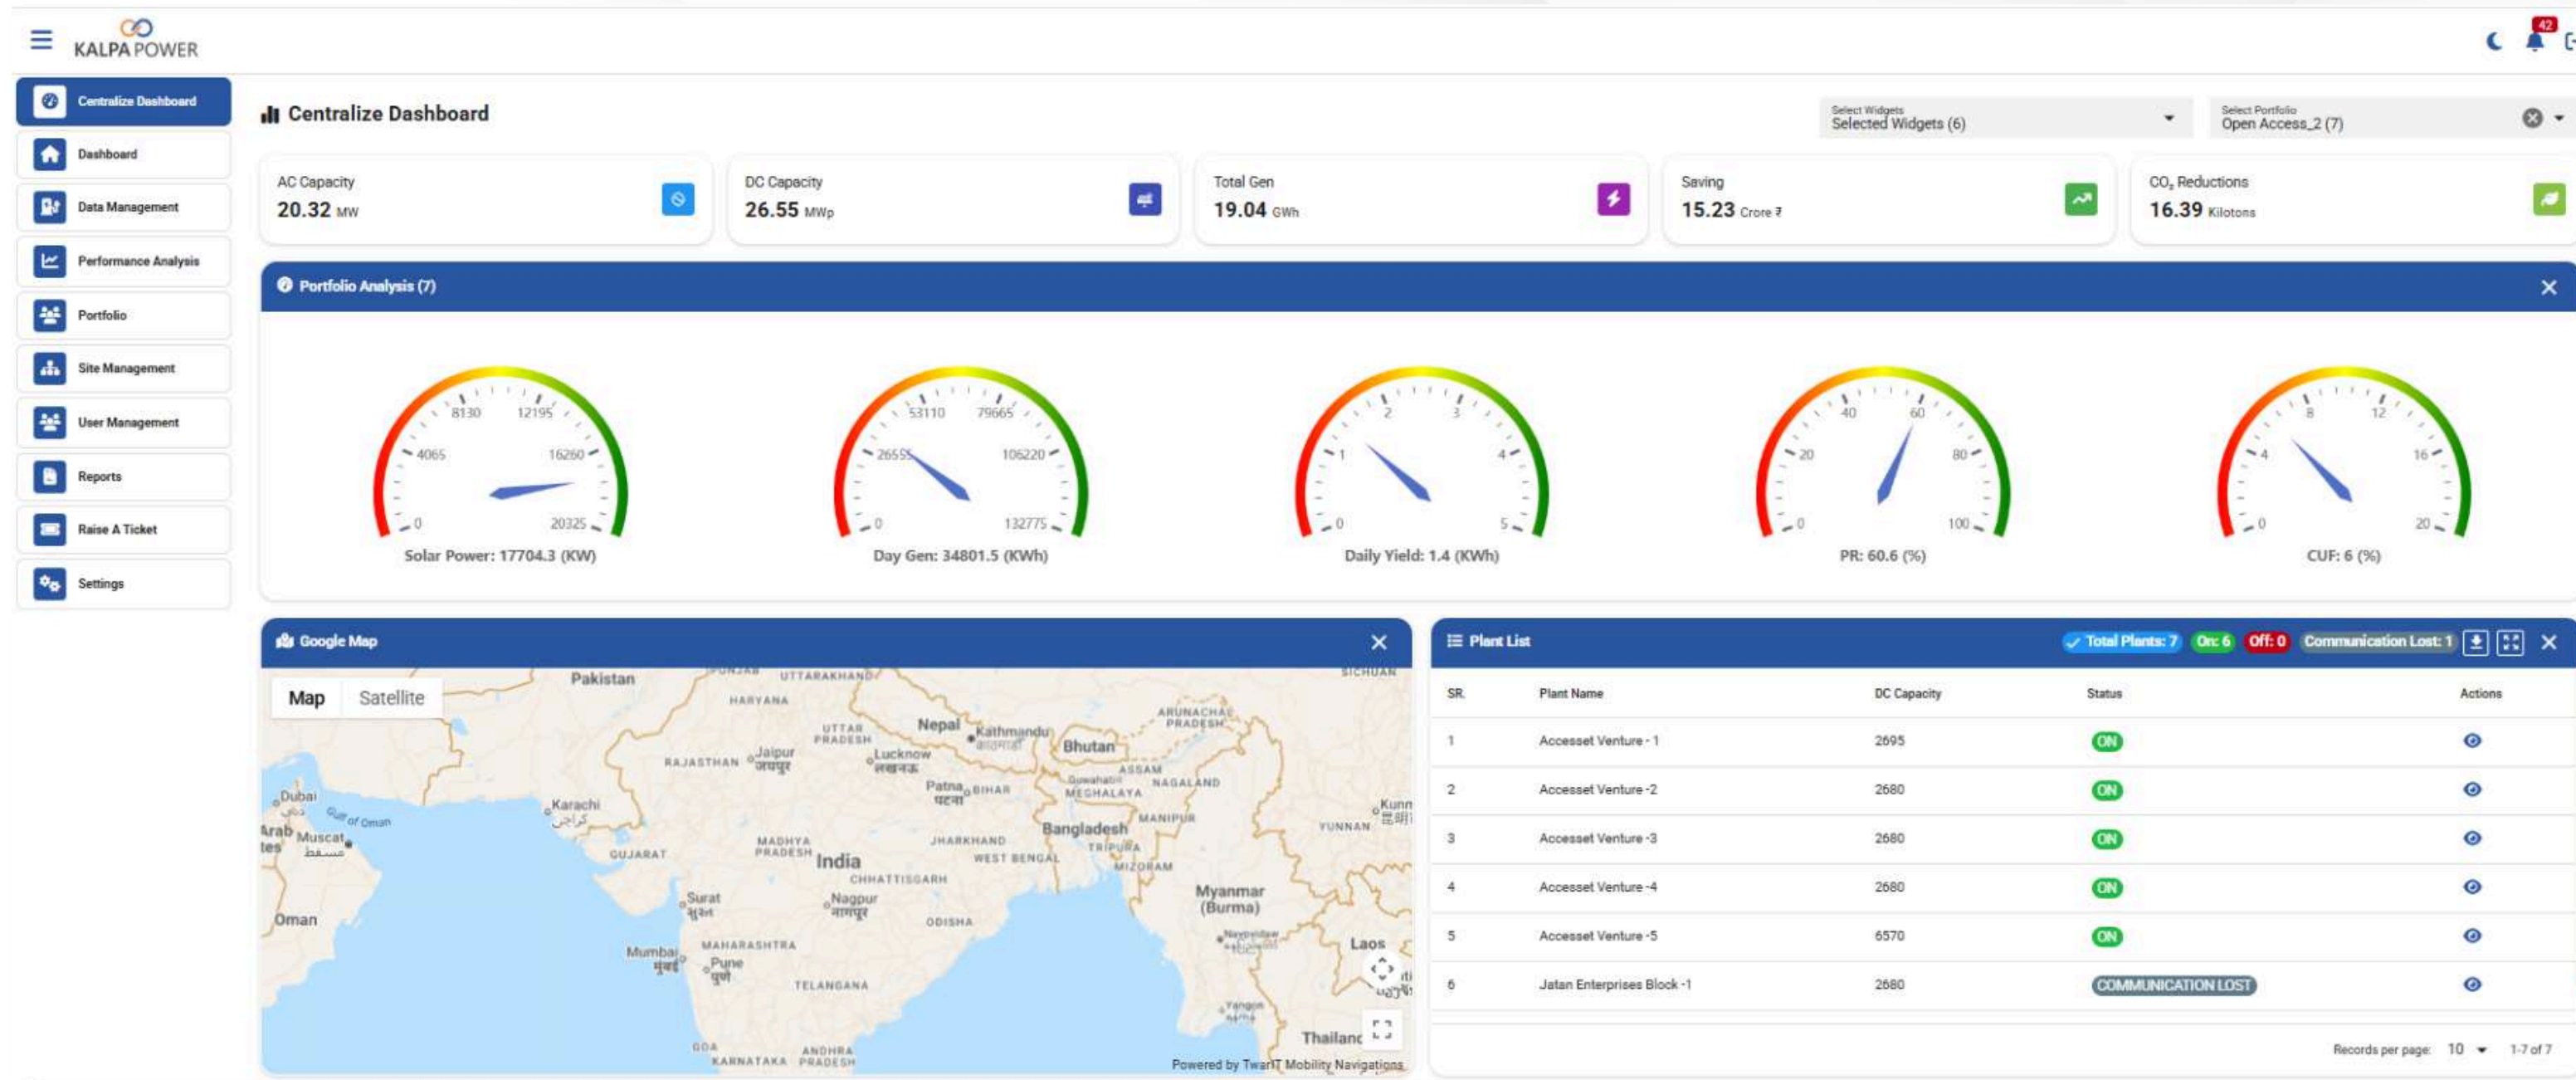 KALPA POWER
42
Centralize Dashboard
Dashboard
Data Management
Performance Analysis
Portfolio
Site Management
User Management
Reports
Raise A Ticket
Settings
Centralize Dashboard
Select Widgets
Selected Widgets (6)
Select Portfolio
Open Access_2 (7)
AC Capacity
20.32 MW
DC Capacity
26.55 MWp
Total Gen
19.04 GWh
Saving
15.23 Crore ₹
CO₂ Reductions
16.39 Kilotons
Portfolio Analysis (7)
0 4065 8130 12195 16260 20325
Solar Power: 17704.3 (KW)
0 26555 53110 79665 106220 132775
Day Gen: 34801.5 (KWh)
0 1 2 3 4 5
Daily Yield: 1.4 (KWh)
0 20 40 60 80 100
PR: 60.6 (%)
0 4 8 12 16 20
CUF: 6 (%)
Google Map
Map Satellite
Pakistan
PUNJAB
UTTARAKHAND
SICHUAN
HARYANA
UTTAR
PRADESH
Nepal
Kathmandu
ARUNACHAL
PRADESH
Bhutan
RAJASTHAN
Jaipur
जयपुर
Lucknow
लखनऊ
ASSAM
Guwahati
NAGALAND
MEGHALAYA
Patna
पटना
BIHAR
Dubai
دبي
Gulf of Oman
Karachi
كراچى
MANIPUR
YUNNAN
Muscat
مسقط
Bangladesh
TRIPURA
MIZORAM
GUJARAT
MADHYA
PRADESH
India
JHARKHAND
WEST BENGAL
CHHATTISGARH
Myanmar
(Burma)
Surat
સુરત
Nagpur
नागपूर
ODISHA
Oman
Naypyidaw
Laos
Mumbai
मुंबई
MAHARASHTRA
Pune
पुणे
TELANGANA
Yangon
Thailand
GOA
KARNATAKA
ANDHRA
PRADESH
Powered by TwarIT Mobility Navigations
Plant List
Total Plants: 7 On: 6 Off: 0 Communication Lost: 1
SR. Plant Name DC Capacity Status Actions
1 Accesset Venture - 1 2695 ON
2 Accesset Venture -2 2680 ON
3 Accesset Venture -3 2680 ON
4 Accesset Venture -4 2680 ON
5 Accesset Venture -5 6570 ON
6 Jatan Enterprises Block -1 2680 COMMUNICATION LOST
Records per page: 10 1-7 of 7